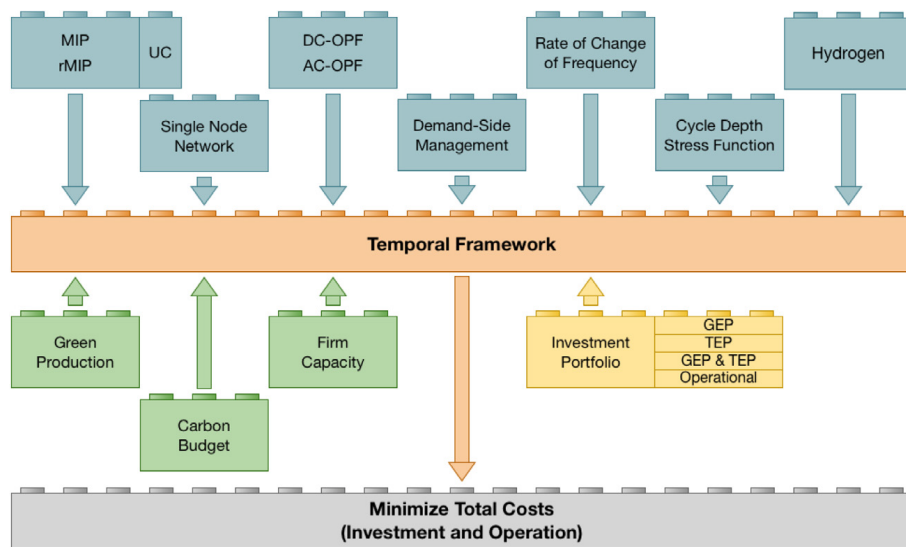 MIP
rMIP
UC
DC-OPF
AC-OPF
Rate of Change
of Frequency
Hydrogen
Single Node
Network
Demand-Side
Management
Cycle Depth
Stress Function
Temporal Framework
Green
Production
Firm
Capacity
Investment
Portfolio
GEP
TEP
GEP & TEP
Operational
Carbon
Budget
Minimize Total Costs
(Investment and Operation)